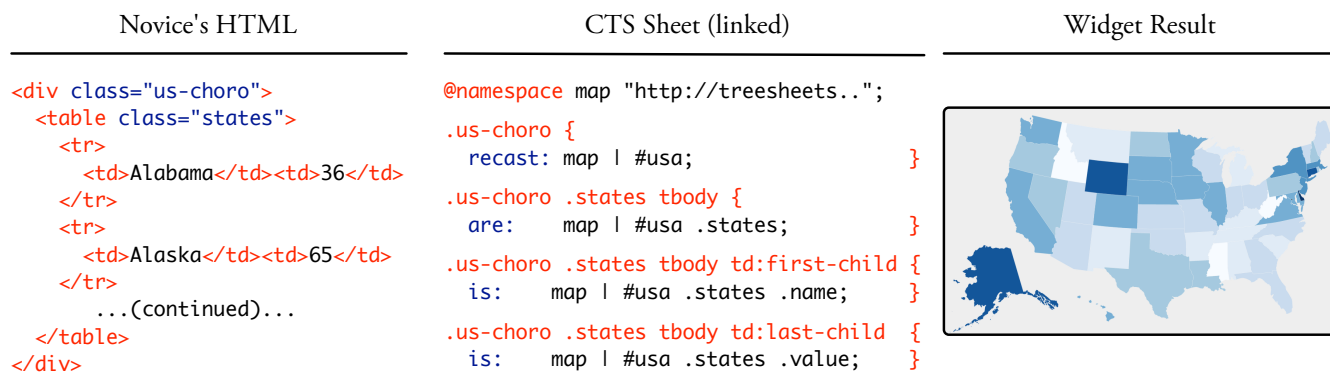 Novice's HTML
<div class="us-choro">
<table class="states">
<tr>
<td>Alabama</td><td>36</td>
</tr>
<tr>
<td>Alaska</td><td>65</td>
</tr>
...(continued)...
</table>
</div>
CTS Sheet (linked)
@namespace map "http://treesheets..";
.us-choro {
recast: map | #usa; }
.us-choro .states tbody {
are: map | #usa .states; }
.us-choro .states tbody td:first-child {
is: map | #usa .states .name; }
.us-choro .states tbody td:last-child {
is: map | #usa .states .value; }
Widget Result